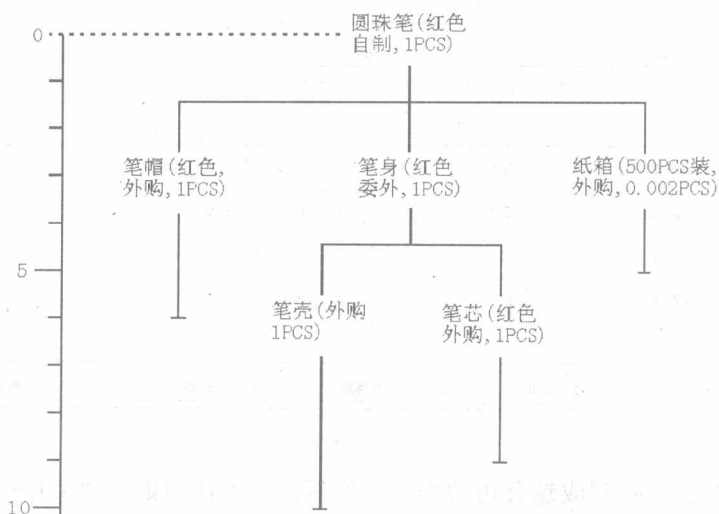 0
圆珠笔(红色
自制,1PCS)
笔帽(红色,
外购,1PCS)
笔身(红色
委外,1PCS)
纸箱(500PCS装,
外购,0.002PCS)
5
笔壳(外购
1PCS)
笔芯(红色
外购,1PCS)
10